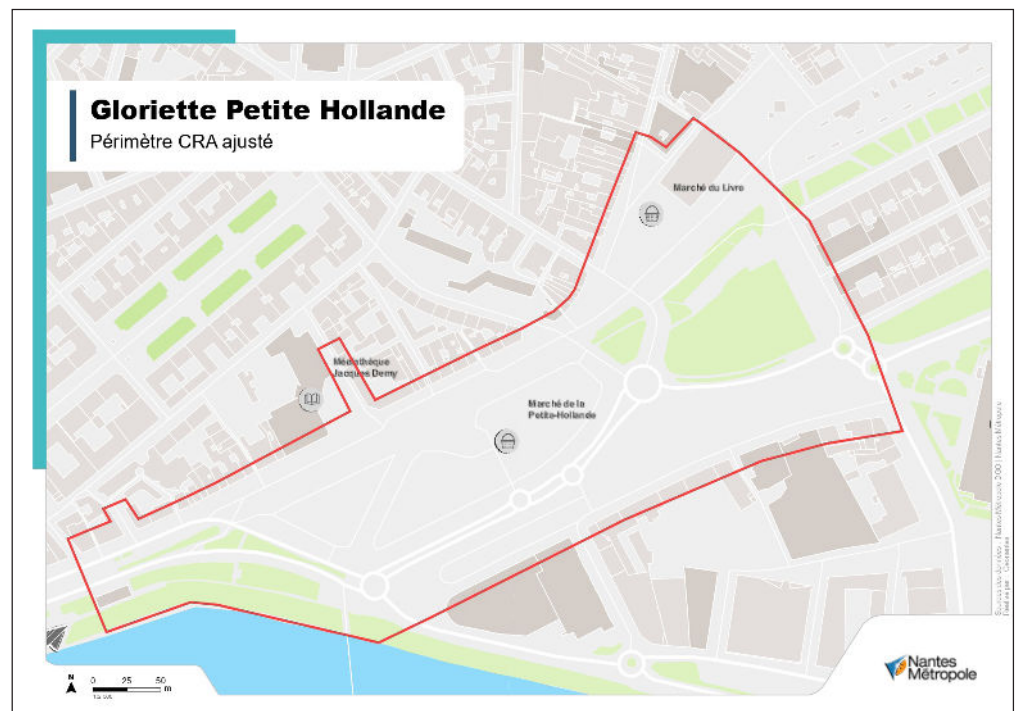 Gloriette Petite Hollande
Périmètre CRA ajusté
Marché du Livre
Médiathèque
Jacques Demy
Marché de la
Petite-Hollande
N
0 25 50
m
Nantes
Métropole